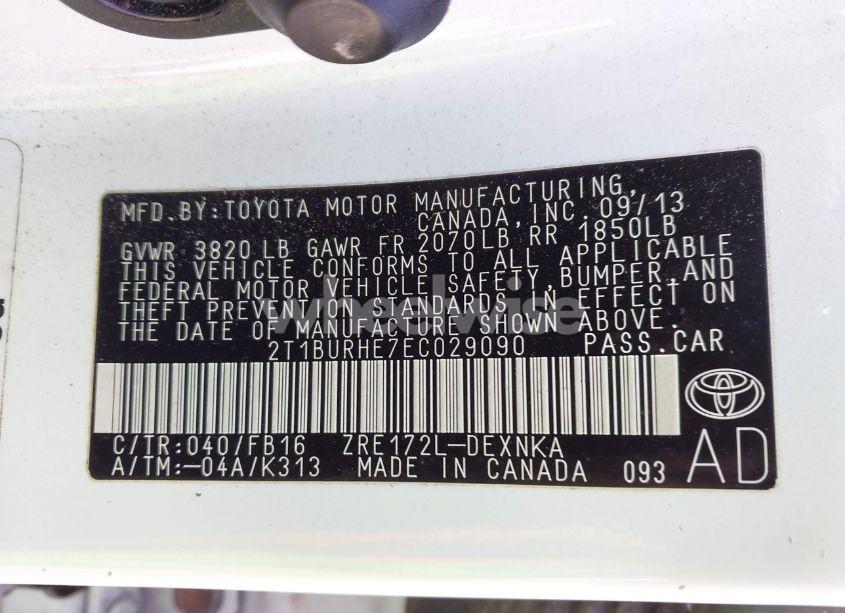 MFD.BY:TOYOTA MOTOR MANUFACTURING,
CANADA,INC. 09/13
GVWR 3820 LB GAWR FR 2070LB RR 1850LB
THIS VEHICLE CONFORMS TO ALL APPLICABLE
FEDERAL MOTOR VEHICLE SAFETY,BUMPER,AND
THEFT PREVENTION STANDARDS IN EFFECT ON
THE DATE OF MANUFACTURE SHOWN ABOVE.
2T1BURHE7EC029090 PASS.CAR
C/TR:040/FB16 ZRE172L-DEXNKA
A/TM:-04A/K313 MADE IN CANADA 093 AD
wheelwise